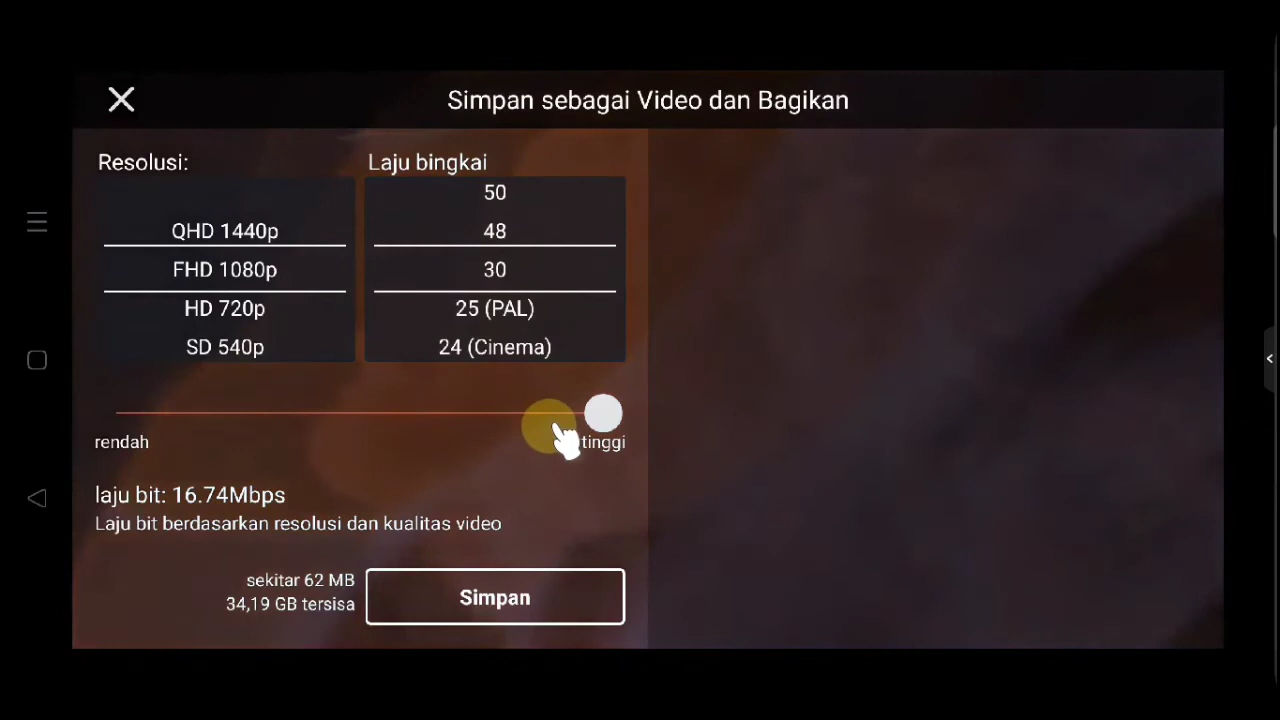 Simpan sebagai Video dan Bagikan
Resolusi:
QHD 1440p
FHD 1080p
HD 720p
SD 540p
Laju bingkai
50
48
30
25 (PAL)
24 (Cinema)
rendah
tinggi
laju bit: 16.74Mbps
Laju bit berdasarkan resolusi dan kualitas video
sekitar 62 MB
34,19 GB tersisa
Simpan